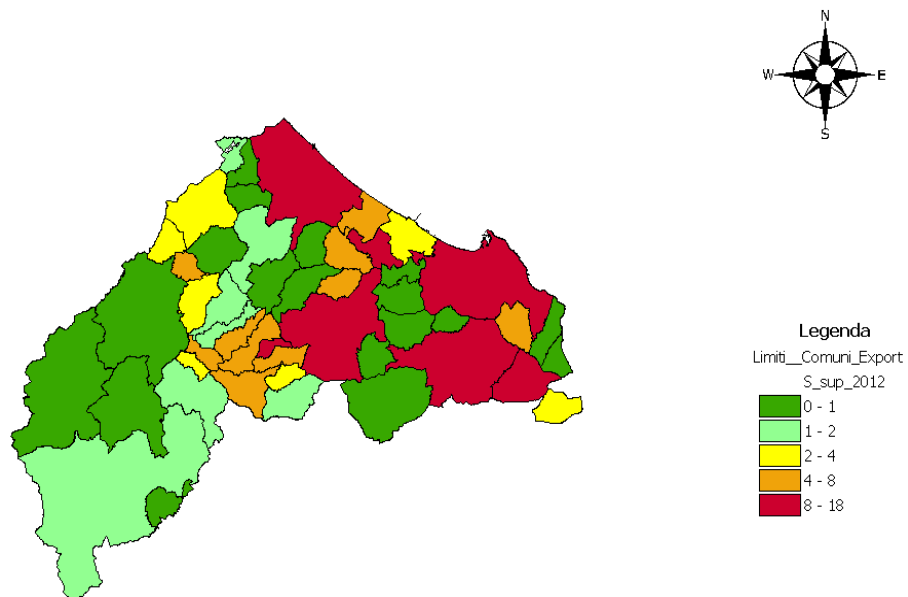 N
W E
S
Legenda
Limiti__Comuni_Export
S_sup_2012
0 - 1
1 - 2
2 - 4
4 - 8
8 - 18